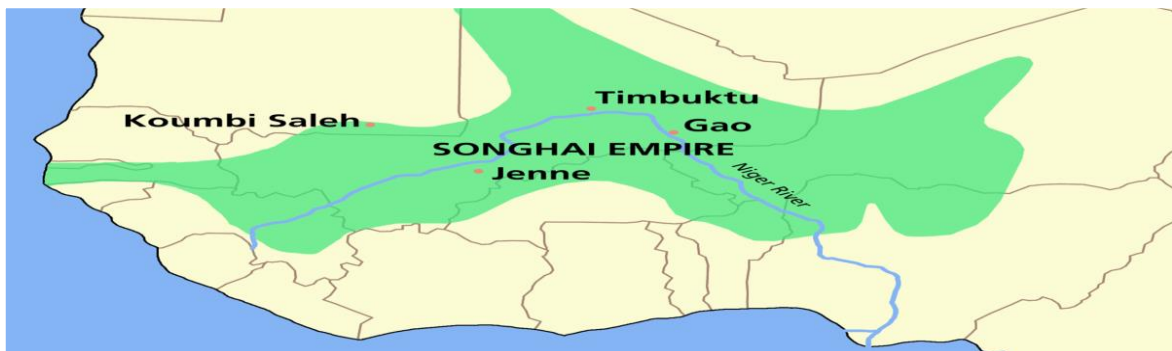 Timbuktu
Koumbi Saleh
Gao
SONGHAI EMPIRE
Jenne
Niger River